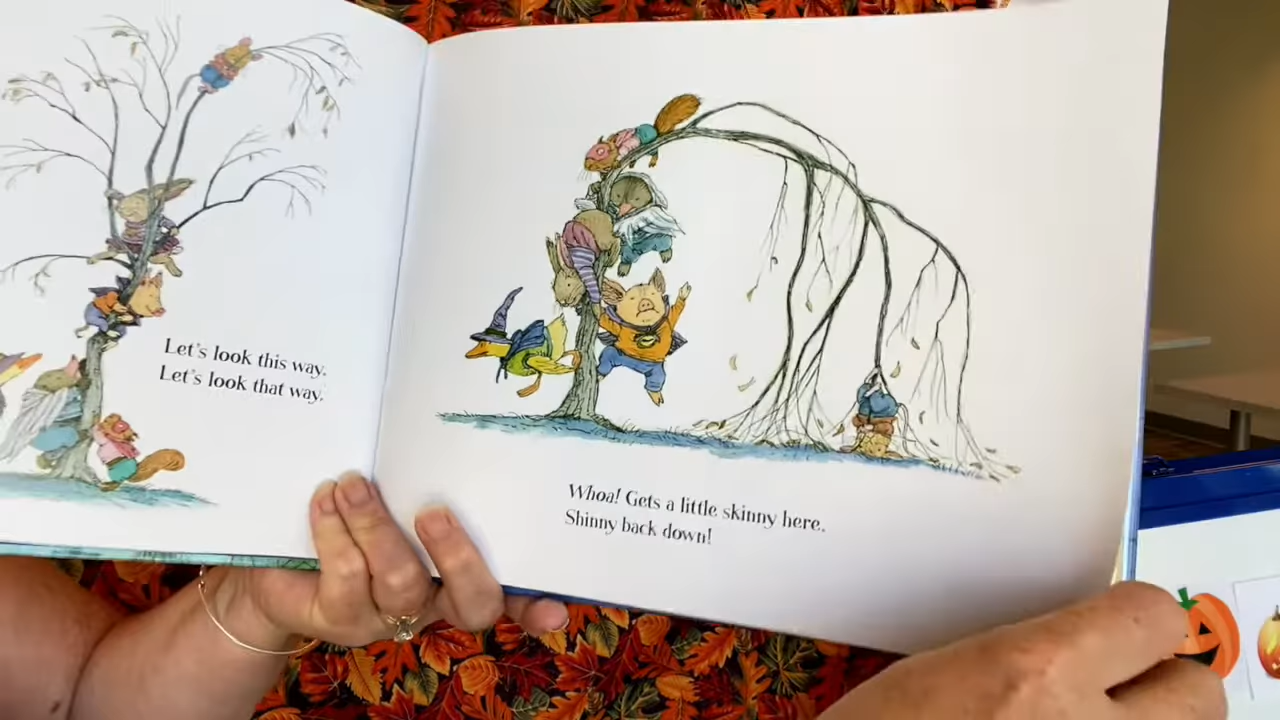 Let's look this way.
Let's look that way.
Whoa! Gets a little skinny here.
Shinny back down!